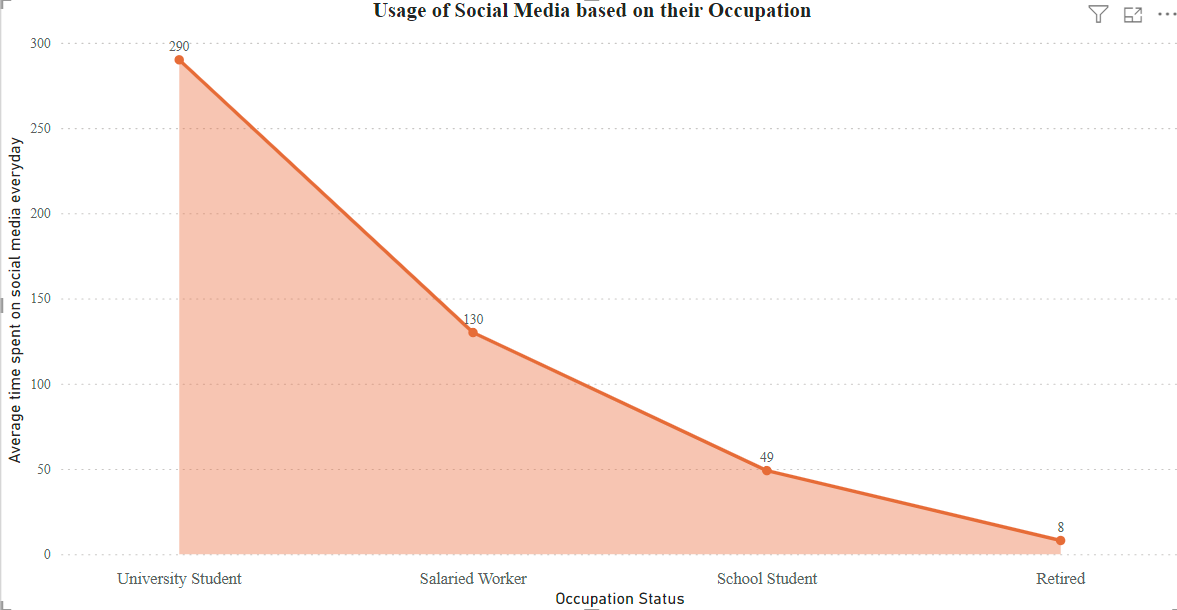 Usage of Social Media based on their Occupation
Average time spent on social media everyday
300
250
200
150
100
50
0
290
130
49
8
University Student
Salaried Worker
School Student
Retired
Occupation Status